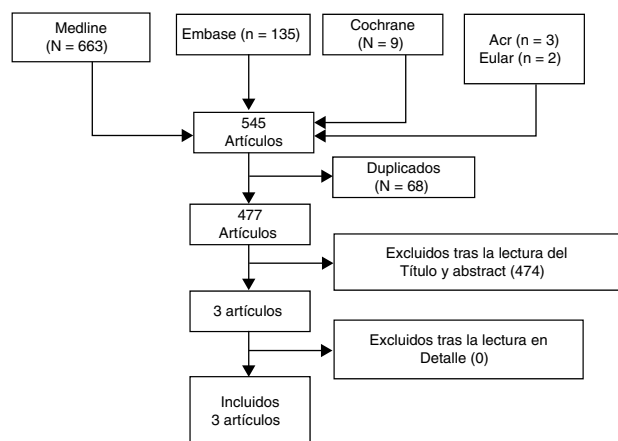 Medline
(N = 663)
Embase (n = 135)
Cochrane
(N = 9)
Acr (n = 3)
Eular (n = 2)
545
Artículos
Duplicados
(N = 68)
477
Artículos
Excluidos tras la lectura del
Título y abstract (474)
3 artículos
Excluidos tras la lectura en
Detalle (0)
Incluidos
3 artículos